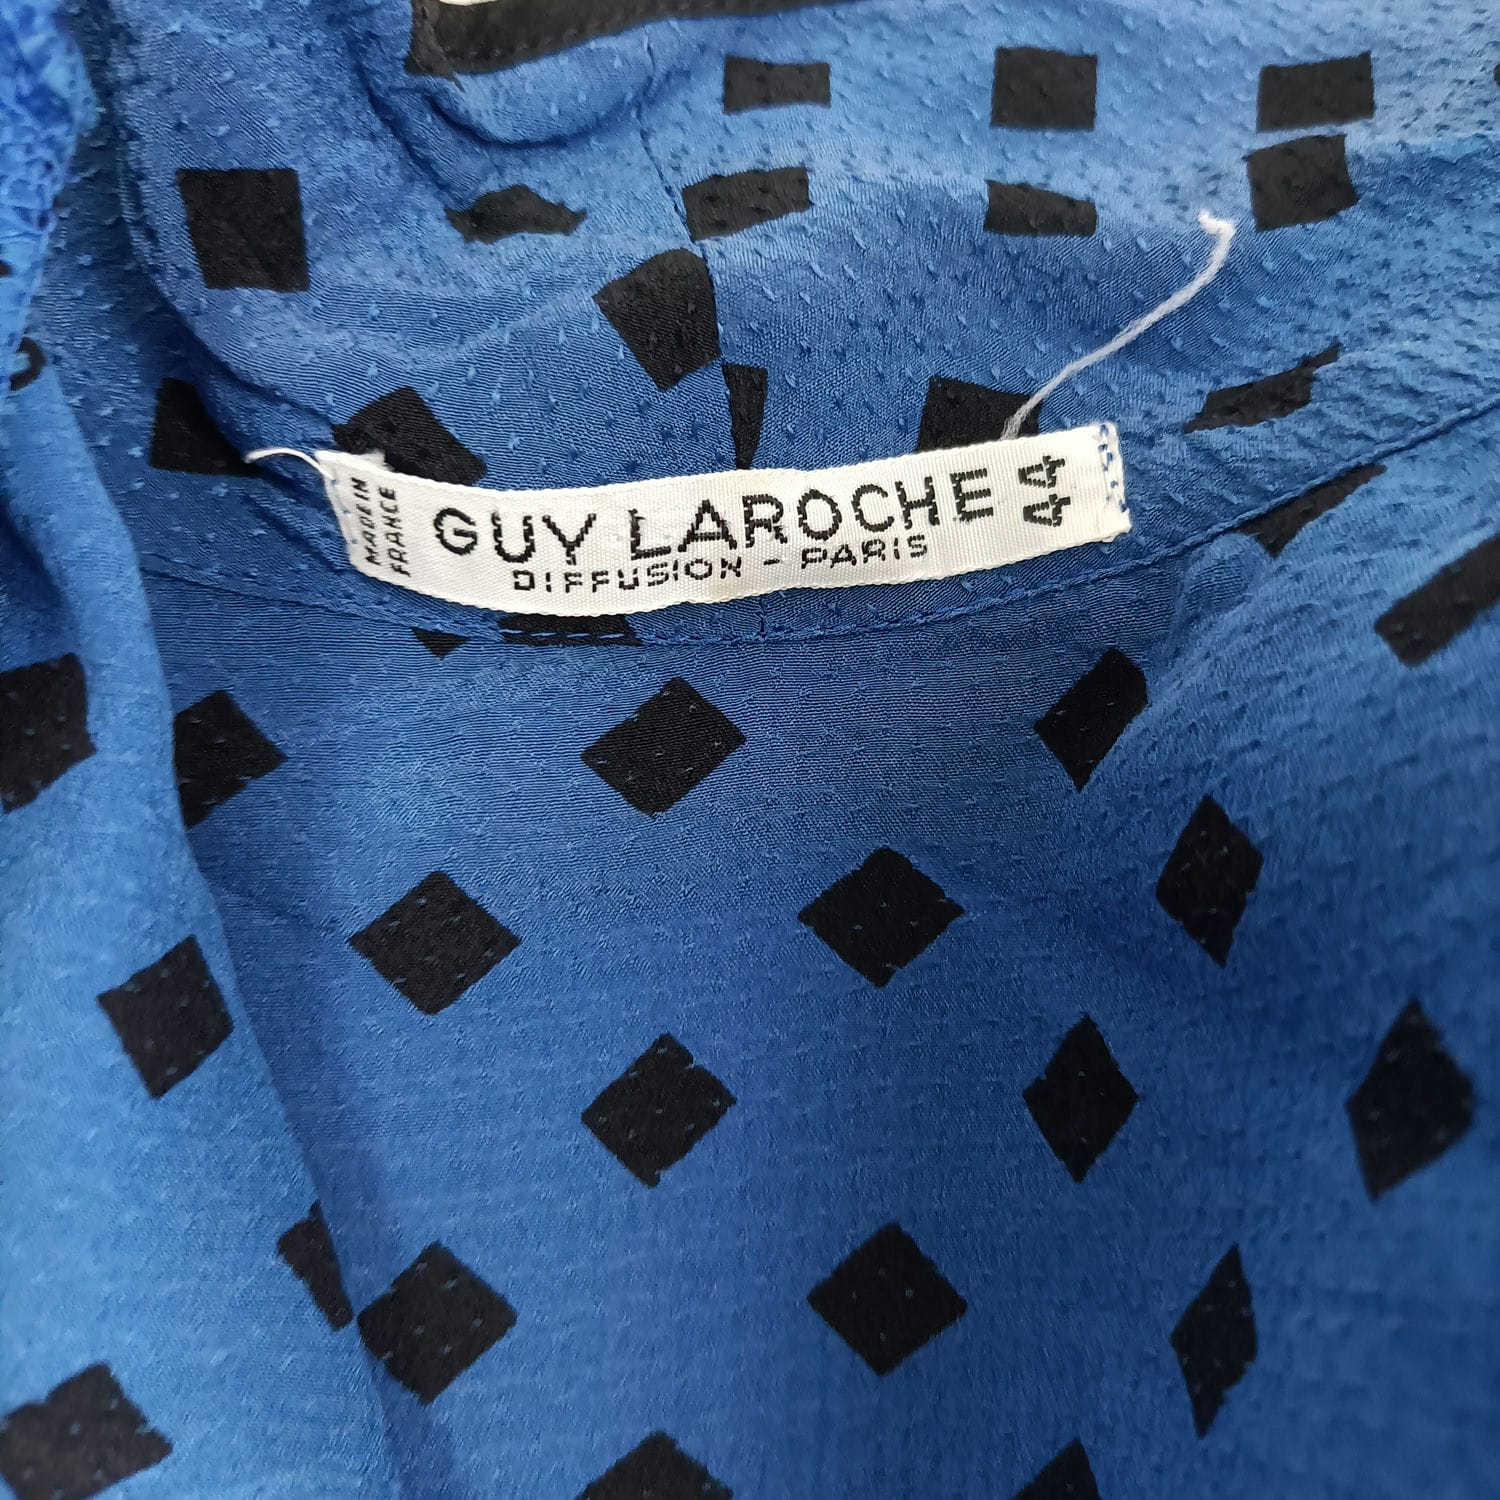 MADE IN
FRANCE
GUY LAROCHE
DIFFUSION - PARIS
44